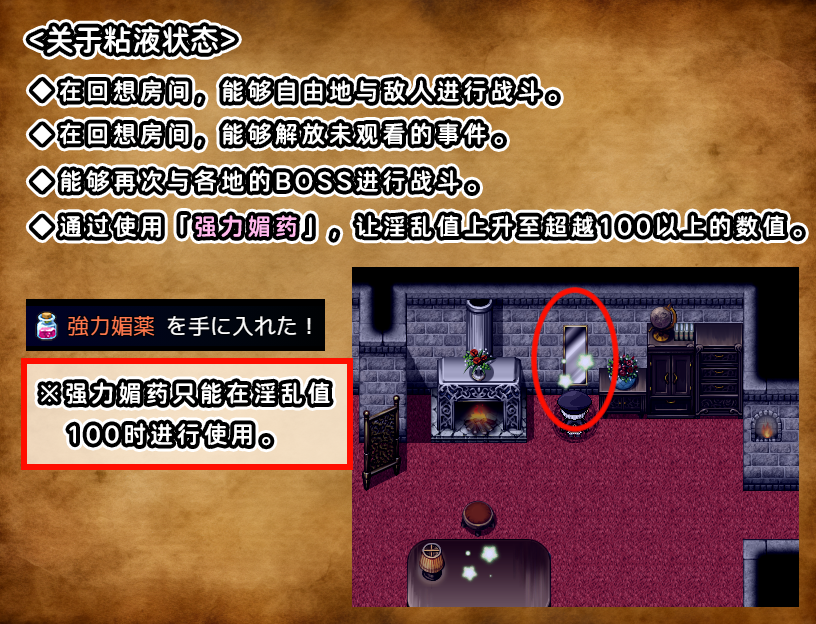 <关于粘液状态>
◆在回想房间，能够自由地与敌人进行战斗。
◆在回想房间，能够解放未观看的事件。
◆能够再次与各地的BOSS进行战斗。
◆通过使用「强力媚药」，让淫乱值上升至超越100以上的数值。
強力媚薬 を手に入れた！
※强力媚药只能在淫乱值
100时进行使用。